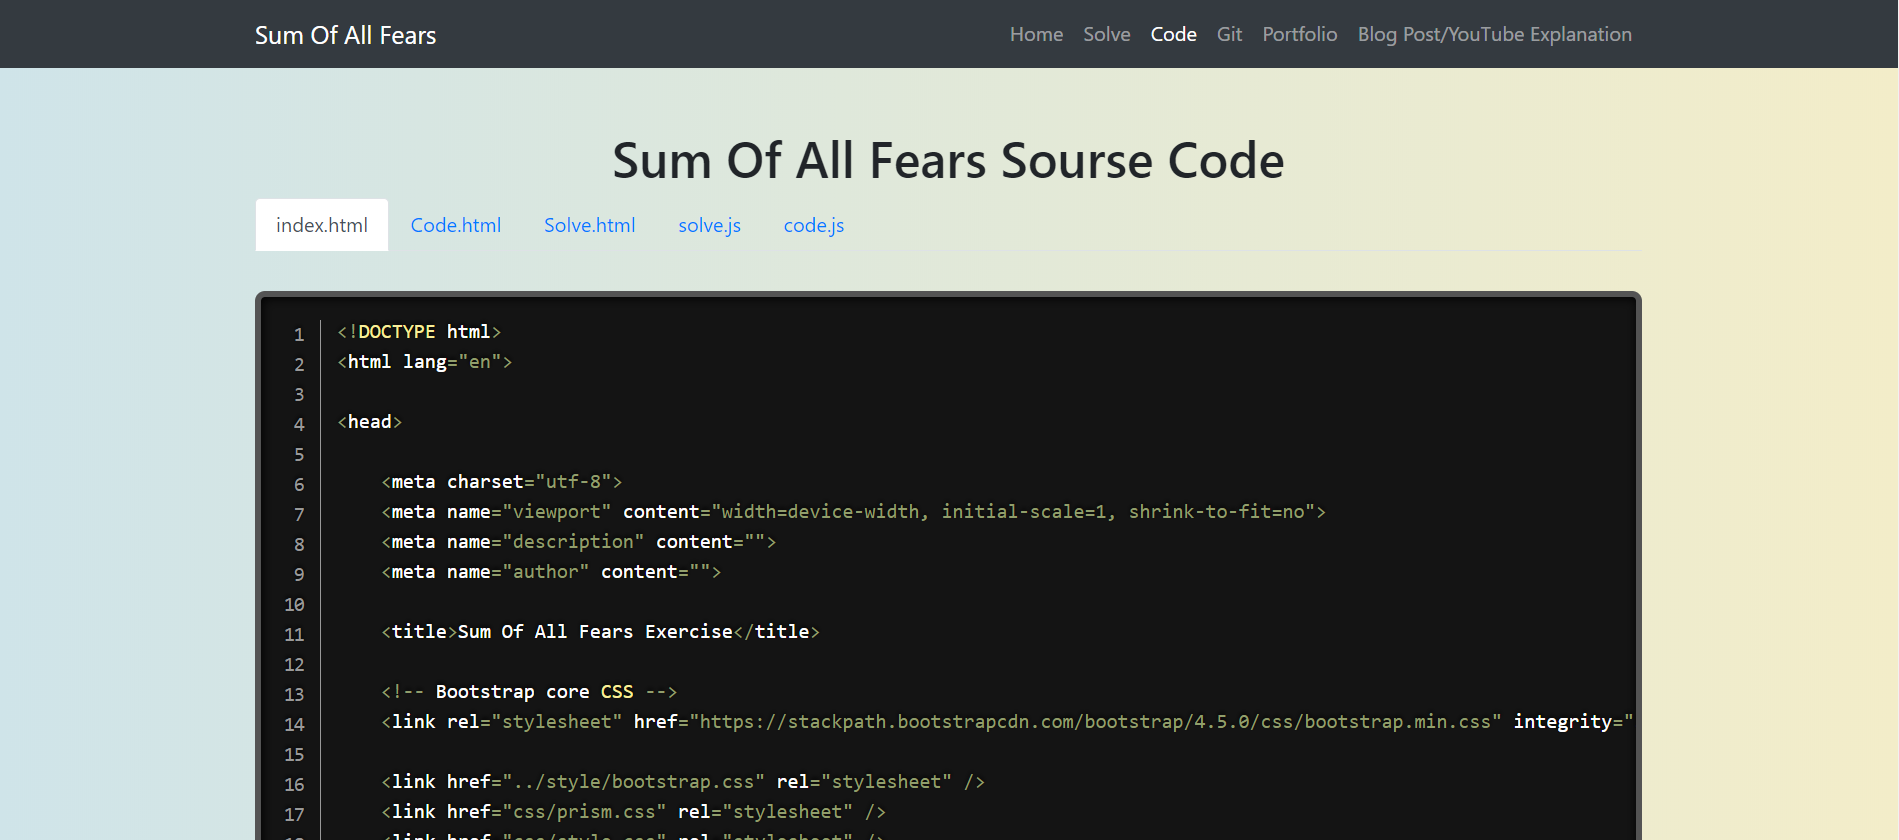 Sum Of All Fears
Home Solve Code Git Portfolio Blog Post/YouTube Explanation
Sum Of All Fears Sourse Code
index.html Code.html Solve.html solve.js code.js
1 <!DOCTYPE html>
2 <html lang="en">
3
4 <head>
5
6     <meta charset="utf-8">
7     <meta name="viewport" content="width=device-width, initial-scale=1, shrink-to-fit=no">
8     <meta name="description" content="">
9     <meta name="author" content="">
10
11     <title>Sum Of All Fears Exercise</title>
12
13     <!-- Bootstrap core CSS -->
14     <link rel="stylesheet" href="https://stackpath.bootstrapcdn.com/bootstrap/4.5.0/css/bootstrap.min.css" integrity="
15
16     <link href="../style/bootstrap.css" rel="stylesheet" />
17     <link href="css/prism.css" rel="stylesheet" />